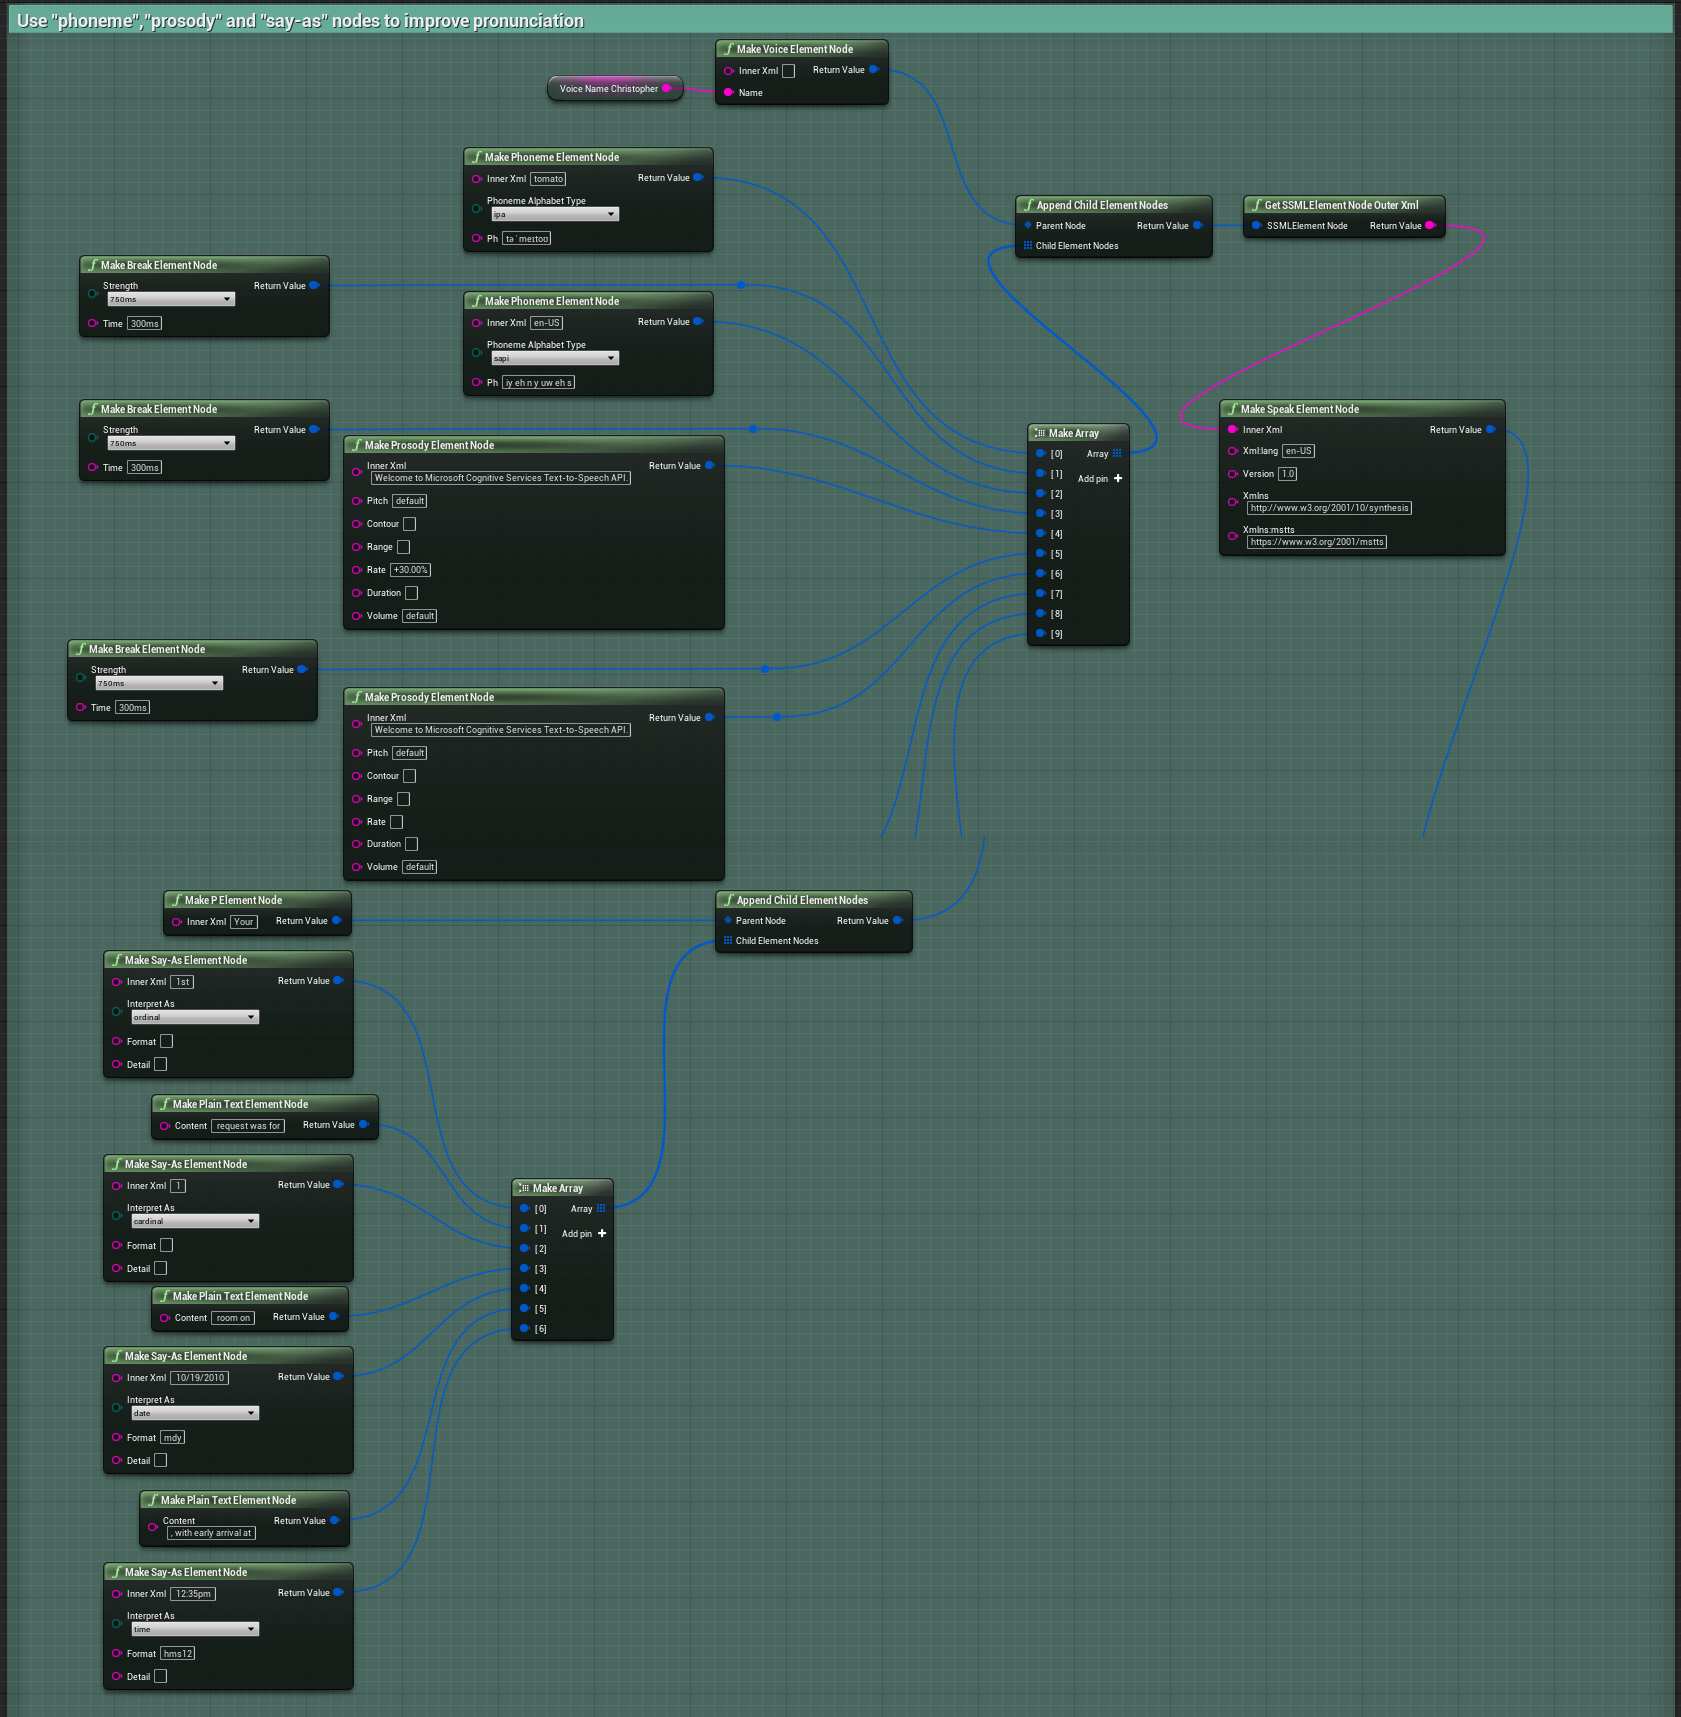 Use "phoneme","prosody" and "say-as" nodes to improve pronunciation
Make Voice Element Node
Inner Xml Return Value
Name
Voice Name Christopher
Make Phoneme Element Node
Inner Xml tomato Return Value
Phoneme Alphabet Type
ipa
Ph tə ˈmeɪtoʊ
Append Child Element Nodes
Parent Node Return Value
Child Element Nodes
Get SSMLElement Node Outer Xml
SSMLElement Node Return Value
Make Break Element Node
Strength Return Value
750ms
Time 300ms
Make Phoneme Element Node
Inner Xml en-US Return Value
Phoneme Alphabet Type
sapi
Ph iy eh n y uw eh s
Make Break Element Node
Strength Return Value
750ms
Time 300ms
Make Prosody Element Node
Inner Xml Return Value
Welcome to Microsoft Cognitive Services Text-to-Speech API.
Pitch default
Contour
Range
Rate +30.00%
Duration
Volume default
Make Array
[0] Array
[1] Add pin
[2]
[3]
[4]
[5]
[6]
[7]
[8]
[9]
Make Speak Element Node
Inner Xml Return Value
Xml:lang en-US
Version 1.0
Xmlns
http://www.w3.org/2001/10/synthesis
Xmlns:mstts
https://www.w3.org/2001/mstts
Make Break Element Node
Strength Return Value
750ms
Time 300ms
Make Prosody Element Node
Inner Xml Return Value
Welcome to Microsoft Cognitive Services Text-to-Speech API.
Pitch default
Contour
Range
Rate
Duration
Volume default
Make P Element Node
Inner Xml Your Return Value
Append Child Element Nodes
Parent Node Return Value
Child Element Nodes
Make Say-As Element Node
Inner Xml 1st Return Value
Interpret As
ordinal
Format
Detail
Make Plain Text Element Node
Content request was for Return Value
Make Say-As Element Node
Inner Xml 1 Return Value
Interpret As
cardinal
Format
Detail
Make Array
[0] Array
[1] Add pin
[2]
[3]
[4]
[5]
[6]
Make Plain Text Element Node
Content room on Return Value
Make Say-As Element Node
Inner Xml 10/19/2010 Return Value
Interpret As
date
Format mdy
Detail
Make Plain Text Element Node
Content Return Value
, with early arrival at
Make Say-As Element Node
Inner Xml 12:35pm Return Value
Interpret As
time
Format hms12
Detail